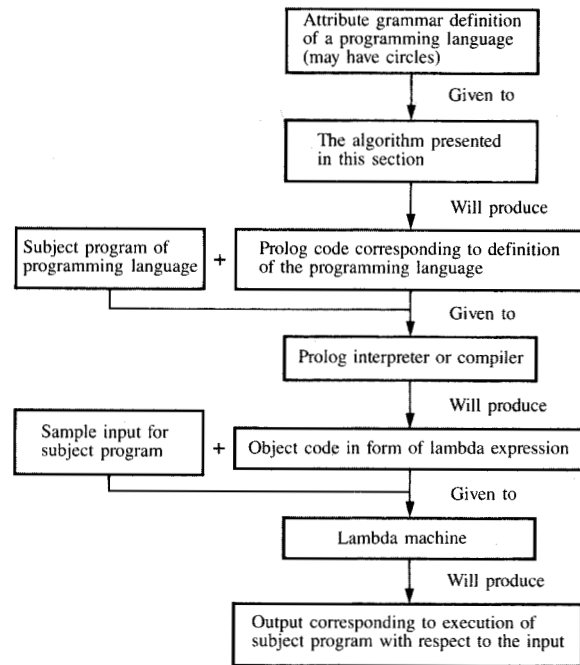 Attribute grammar definition
of a programming language
(may have circles)
Given to
The algorithm presented
in this section
Will produce
Subject program of
programming language
+
Prolog code corresponding to definition
of the programming language
Given to
Prolog interpreter or compiler
Will produce
Sample input for
subject program
+
Object code in form of lambda expression
Given to
Lambda machine
Will produce
Output corresponding to execution of
subject program with respect to the input